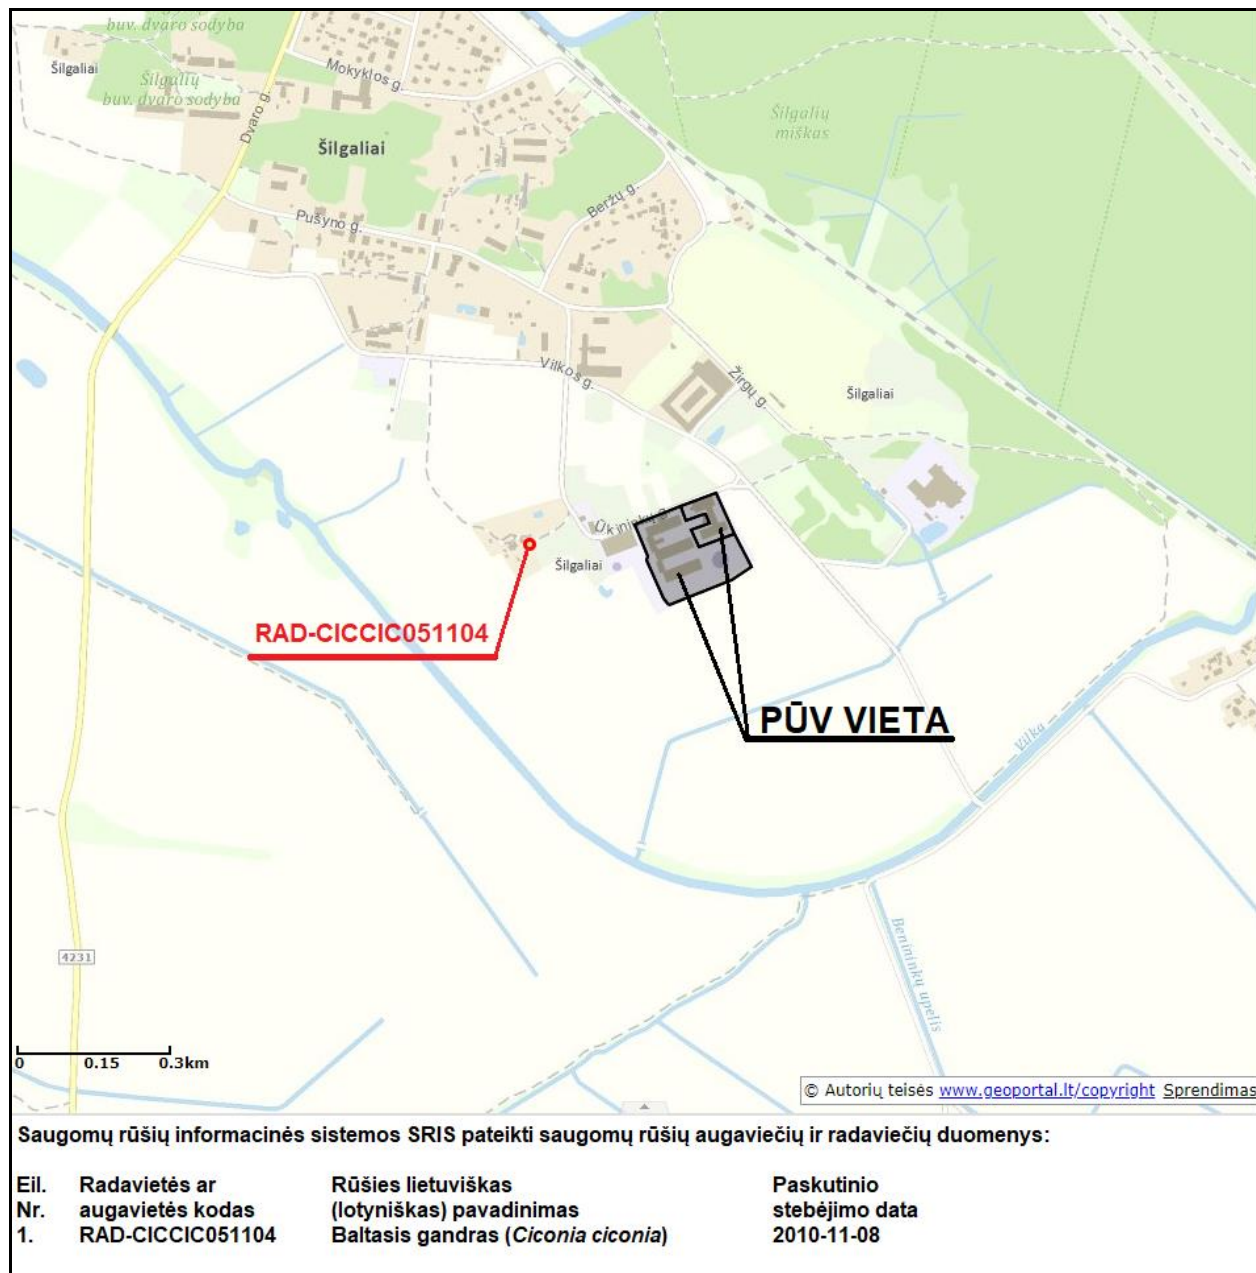 buv. dvaro sodyba
Šilgaliai
Mokyklos g.
Šilgalių
buv. dvaro sodyba
Dvaro g.
Šilgalių
miškas
Šilgaliai
Beržų g.
Pušyno g.
Vilkos g.
Žirgų g.
Šilgaliai
Ūkininkų g.
Šilgaliai
RAD-CICCIC051104
PŪV VIETA
Vilka
Benininkų upelis
4231
0 0.15 0.3km
© Autorių teisės www.geoportal.lt/copyright Sprendimas
Saugomų rūšių informacinės sistemos SRIS pateikti saugomų rūšių augaviečių ir radaviečių duomenys:
Eil. Radavietės ar Rūšies lietuviškas Paskutinio
Nr. augavietės kodas (lotyniškas) pavadinimas stebėjimo data
1. RAD-CICCIC051104 Baltasis gandras (Ciconia ciconia) 2010-11-08